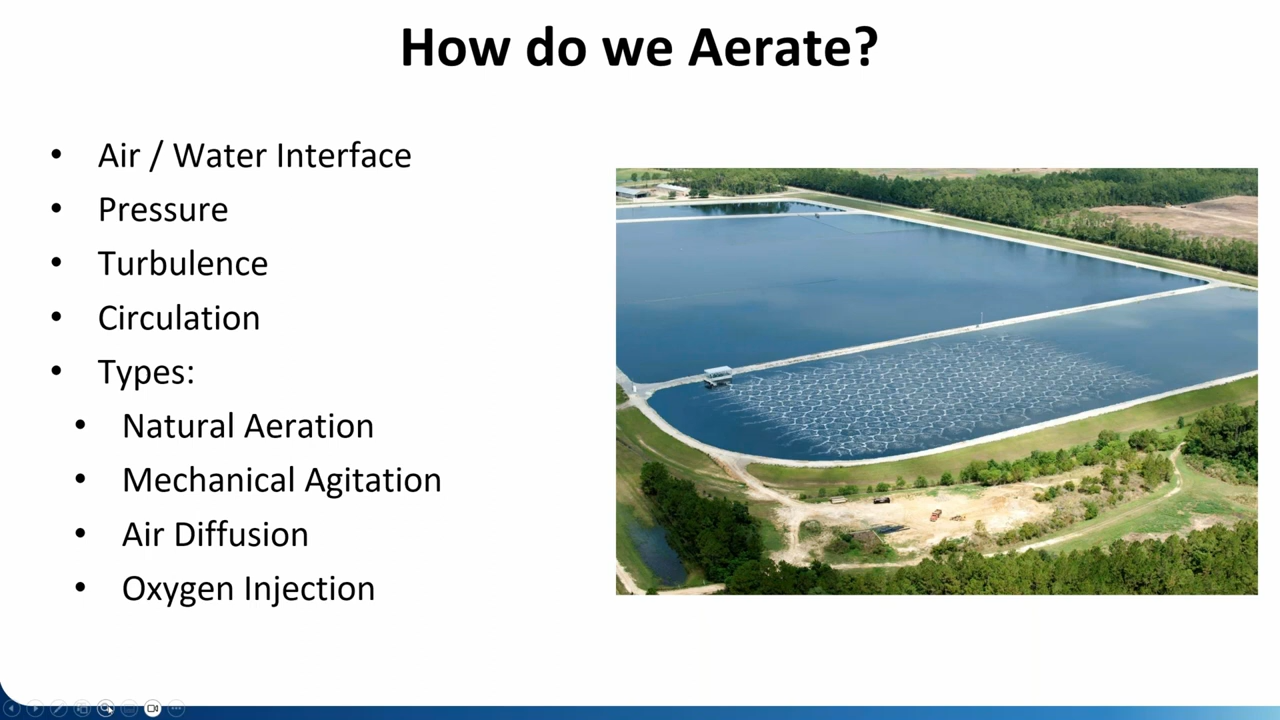 How do we Aerate?
• Air / Water Interface
• Pressure
• Turbulence
• Circulation
• Types:
• Natural Aeration
• Mechanical Agitation
• Air Diffusion
• Oxygen Injection